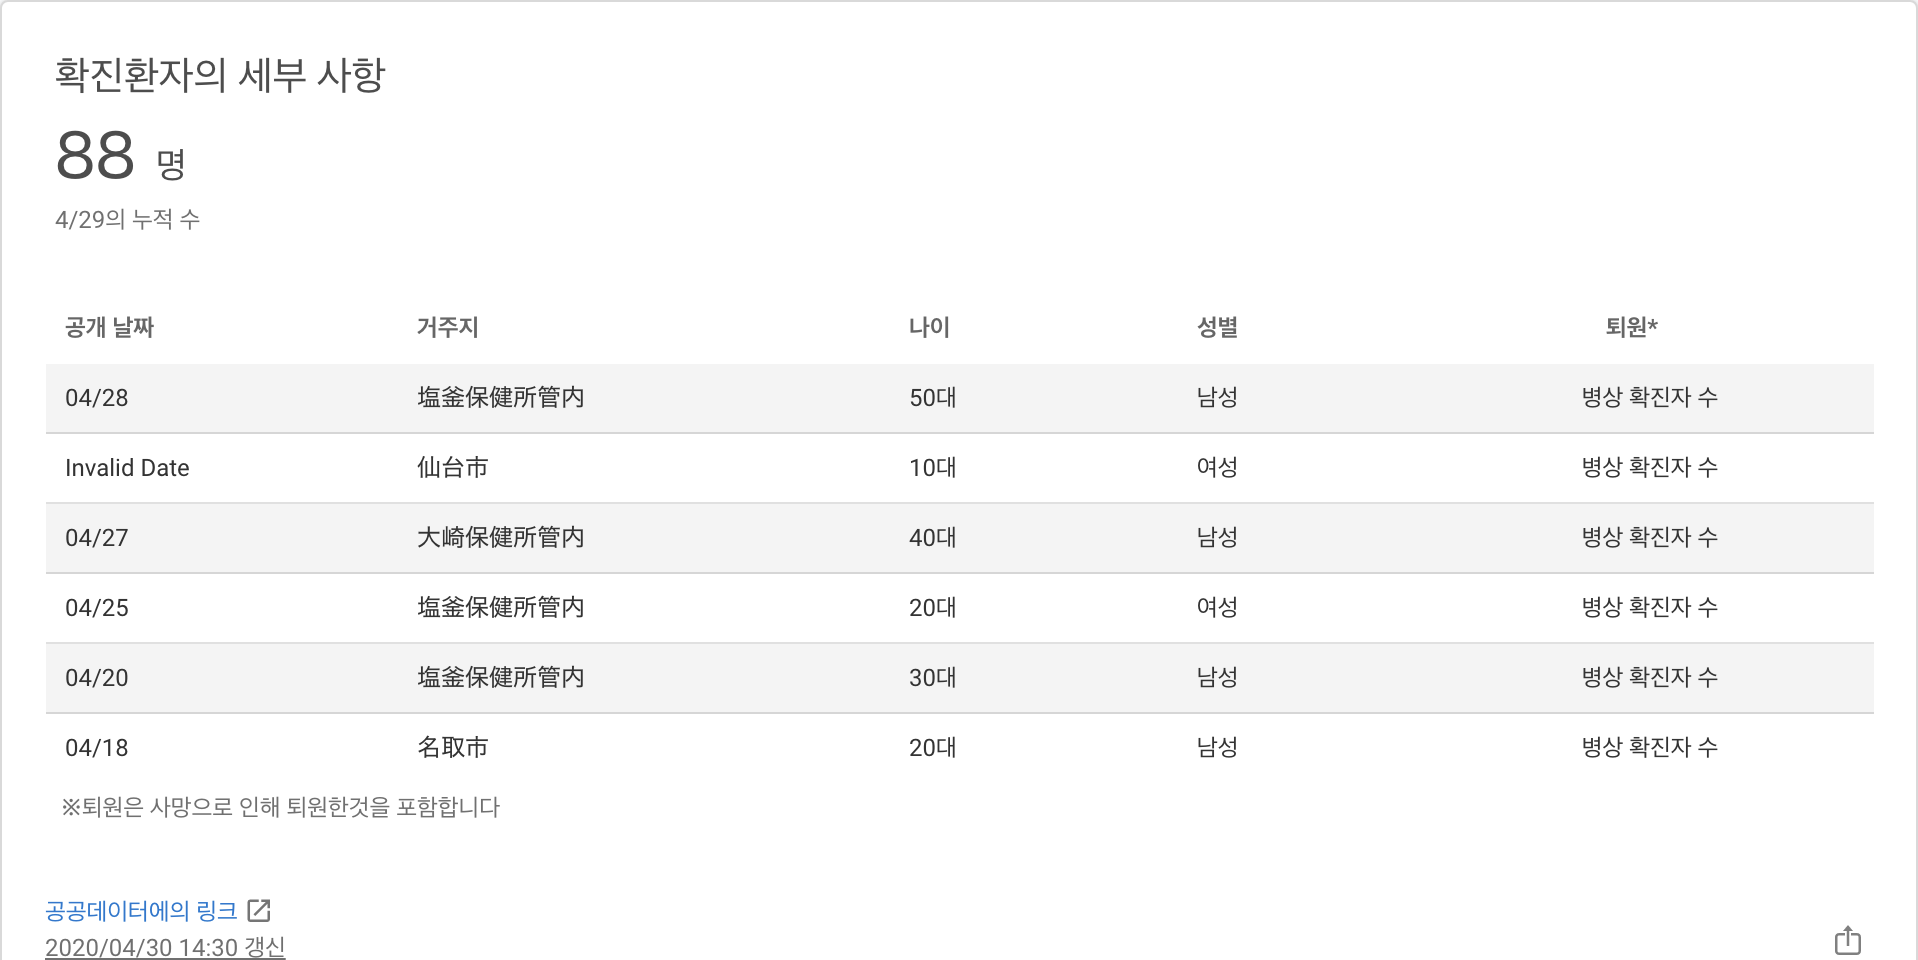 확진환자의 세부 사항
88 명
4/29의 누적 수
공개 날짜 거주지 나이 성별 퇴원*
04/28 塩釜保健所管内 50대 남성 병상 확진자 수
Invalid Date 仙台市 10대 여성 병상 확진자 수
04/27 大崎保健所管内 40대 남성 병상 확진자 수
04/25 塩釜保健所管内 20대 여성 병상 확진자 수
04/20 塩釜保健所管内 30대 남성 병상 확진자 수
04/18 名取市 20대 남성 병상 확진자 수
※퇴원은 사망으로 인해 퇴원한것을 포함합니다
공공데이터에의 링크
2020/04/30 14:30 갱신